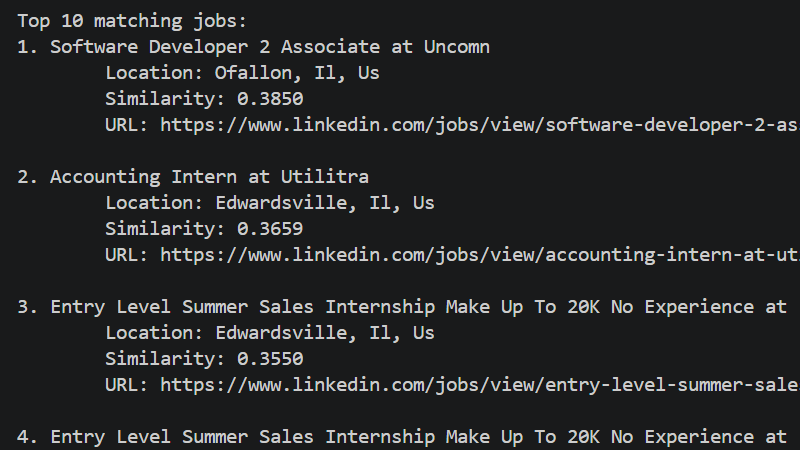 Top 10 matching jobs:
1. Software Developer 2 Associate at Uncomn
Location: Ofallon, Il, Us
Similarity: 0.3850
URL: https://www.linkedin.com/jobs/view/software-developer-2-as
2. Accounting Intern at Utilitra
Location: Edwardsville, Il, Us
Similarity: 0.3659
URL: https://www.linkedin.com/jobs/view/accounting-intern-at-ut
3. Entry Level Summer Sales Internship Make Up To 20K No Experience at
Location: Edwardsville, Il, Us
Similarity: 0.3550
URL: https://www.linkedin.com/jobs/view/entry-level-summer-sale
4. Entry Level Summer Sales Internship Make Up To 20K No Experience at